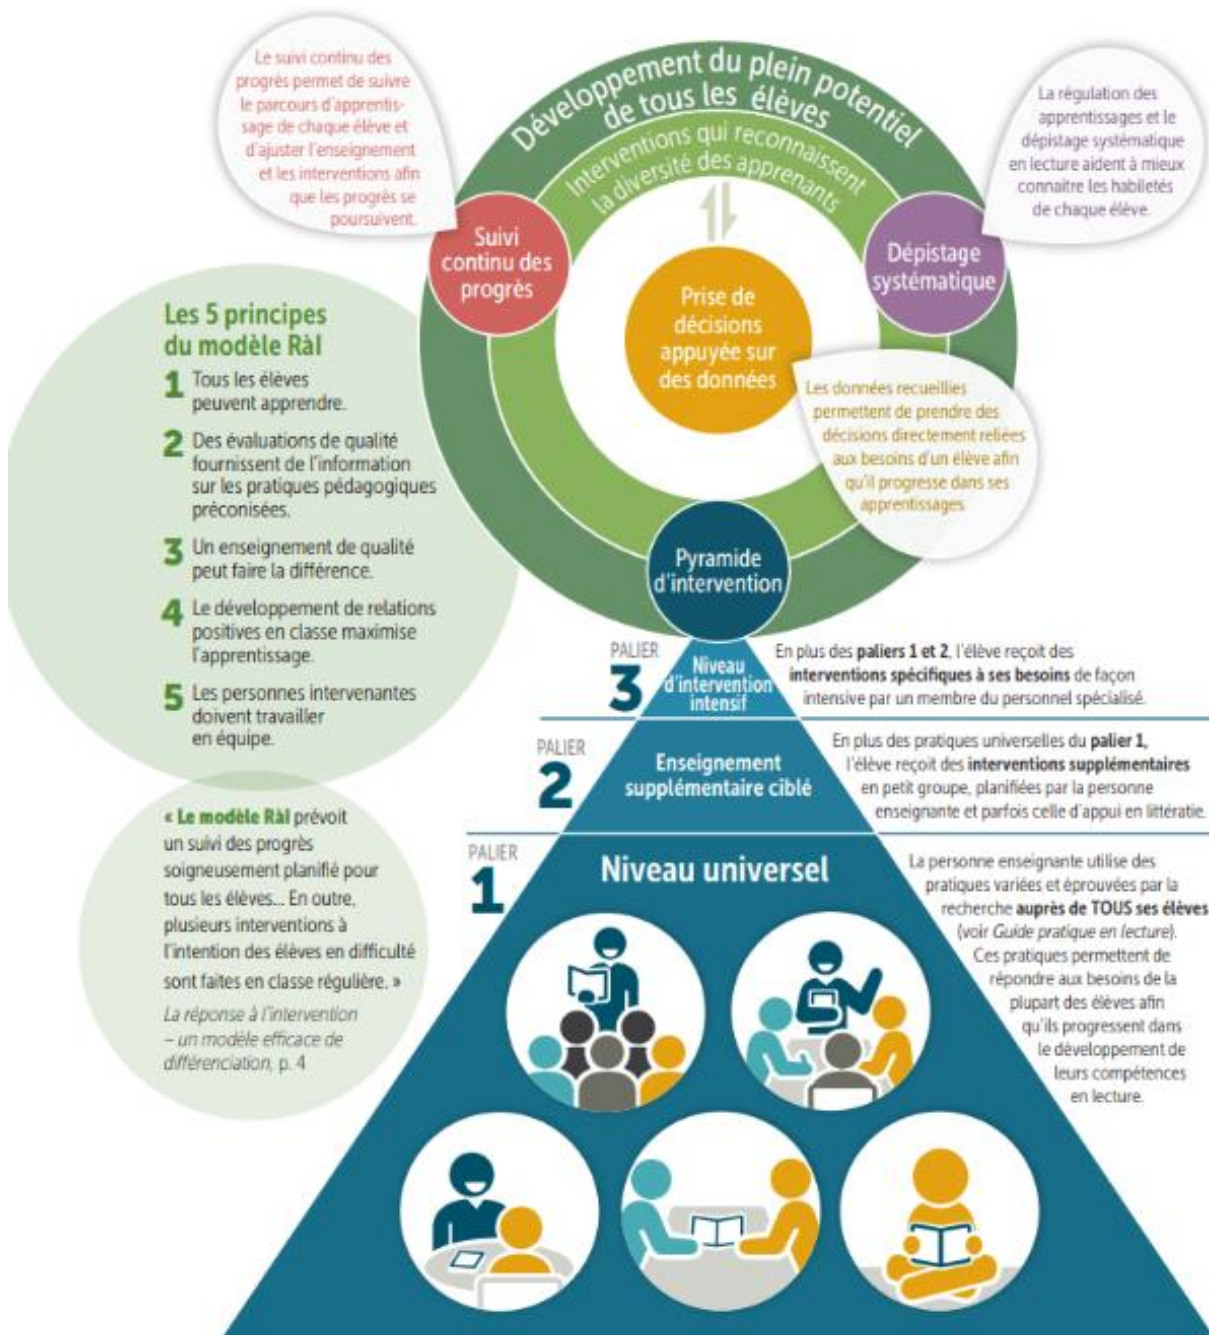 Développement du plein potentiel
de tous les élèves
Interventions qui reconnaissent
la diversité des apprenants
Le suivi continu des
progrès permet de suivre
le parcours d'apprentis-
sage de chaque élève et
d'ajuster l'enseignement
et les interventions afin
que les progrès se
poursuivent.
La régulation des
apprentissages et le
dépistage systématique
en lecture aident à mieux
connaitre les habiletés
de chaque élève.
Suivi
continu des
progrès
Dépistage
systématique
Prise de
décisions
appuyée sur
des données
Les données recueillies
permettent de prendre des
décisions directement reliées
aux besoins d'un élève afin
qu'il progresse dans ses
apprentissages
Pyramide
d'intervention
Les 5 principes
du modèle RàI
1 Tous les élèves
peuvent apprendre.
2 Des évaluations de qualité
fournissent de l'information
sur les pratiques pédagogiques
préconisées.
3 Un enseignement de qualité
peut faire la différence.
4 Le développement de relations
positives en classe maximise
l'apprentissage.
5 Les personnes intervenantes
doivent travailler
en équipe.
« Le modèle RàI prévoit
un suivi des progrès
soigneusement planifié pour
tous les élèves... En outre,
plusieurs interventions à
l'intention des élèves en difficulté
sont faites en classe régulière. »
La réponse à l'intervention
– un modèle efficace de
différenciation, p. 4
PALIER
3
Niveau
d'intervention
intensif
En plus des paliers 1 et 2, l'élève reçoit des
interventions spécifiques à ses besoins de façon
intensive par un membre du personnel spécialisé.
PALIER
2
Enseignement
supplémentaire ciblé
En plus des pratiques universelles du palier 1,
l'élève reçoit des interventions supplémentaires
en petit groupe, planifiées par la personne
enseignante et parfois celle d'appui en littératie.
PALIER
1
Niveau universel
La personne enseignante utilise des
pratiques variées et éprouvées par la
recherche auprès de TOUS ses élèves
(voir Guide pratique en lecture).
Ces pratiques permettent de
répondre aux besoins de la
plupart des élèves afin
qu'ils progressent dans
le développement de
leurs compétences
en lecture.